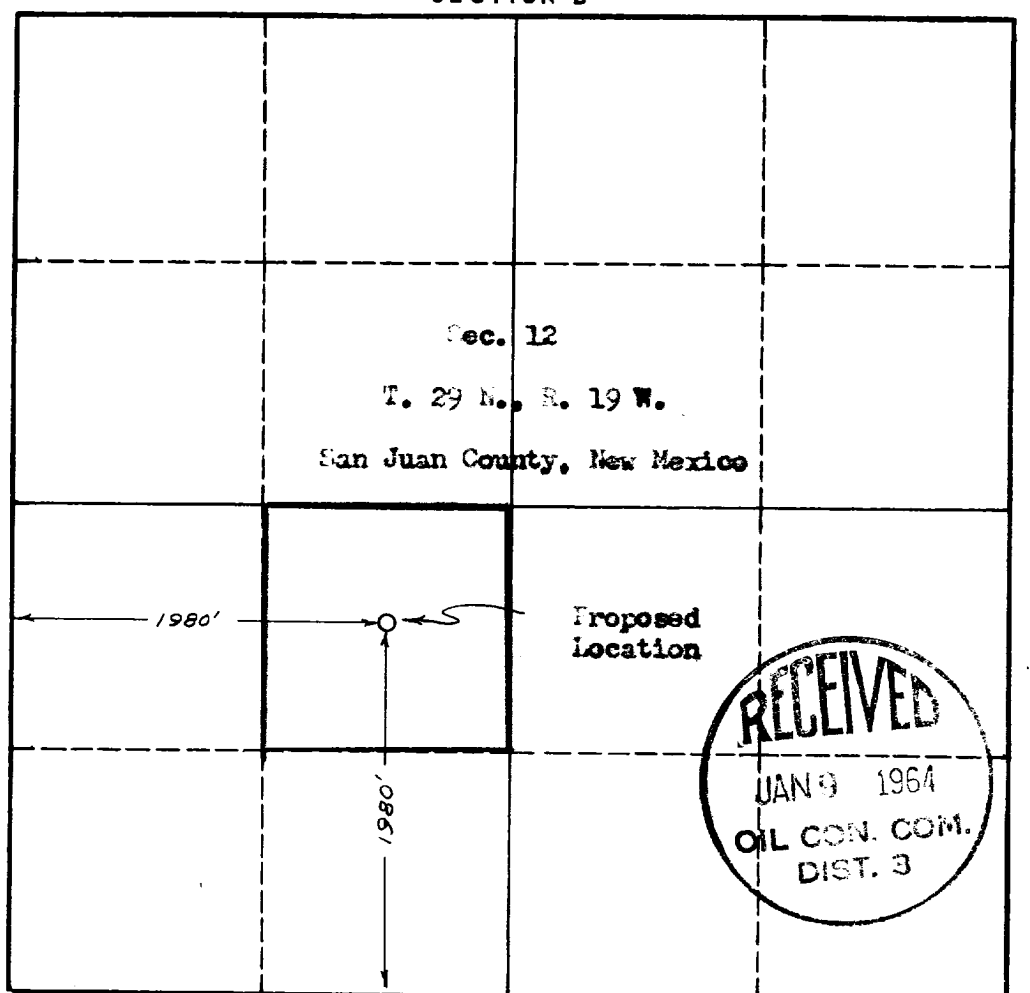 Sec. 12
T. 29 N., R. 19 W.
San Juan County, New Mexico
1980'
Proposed
Location
1980'
RECEIVED
JAN 9 1964
OIL CON. COM.
DIST. 3